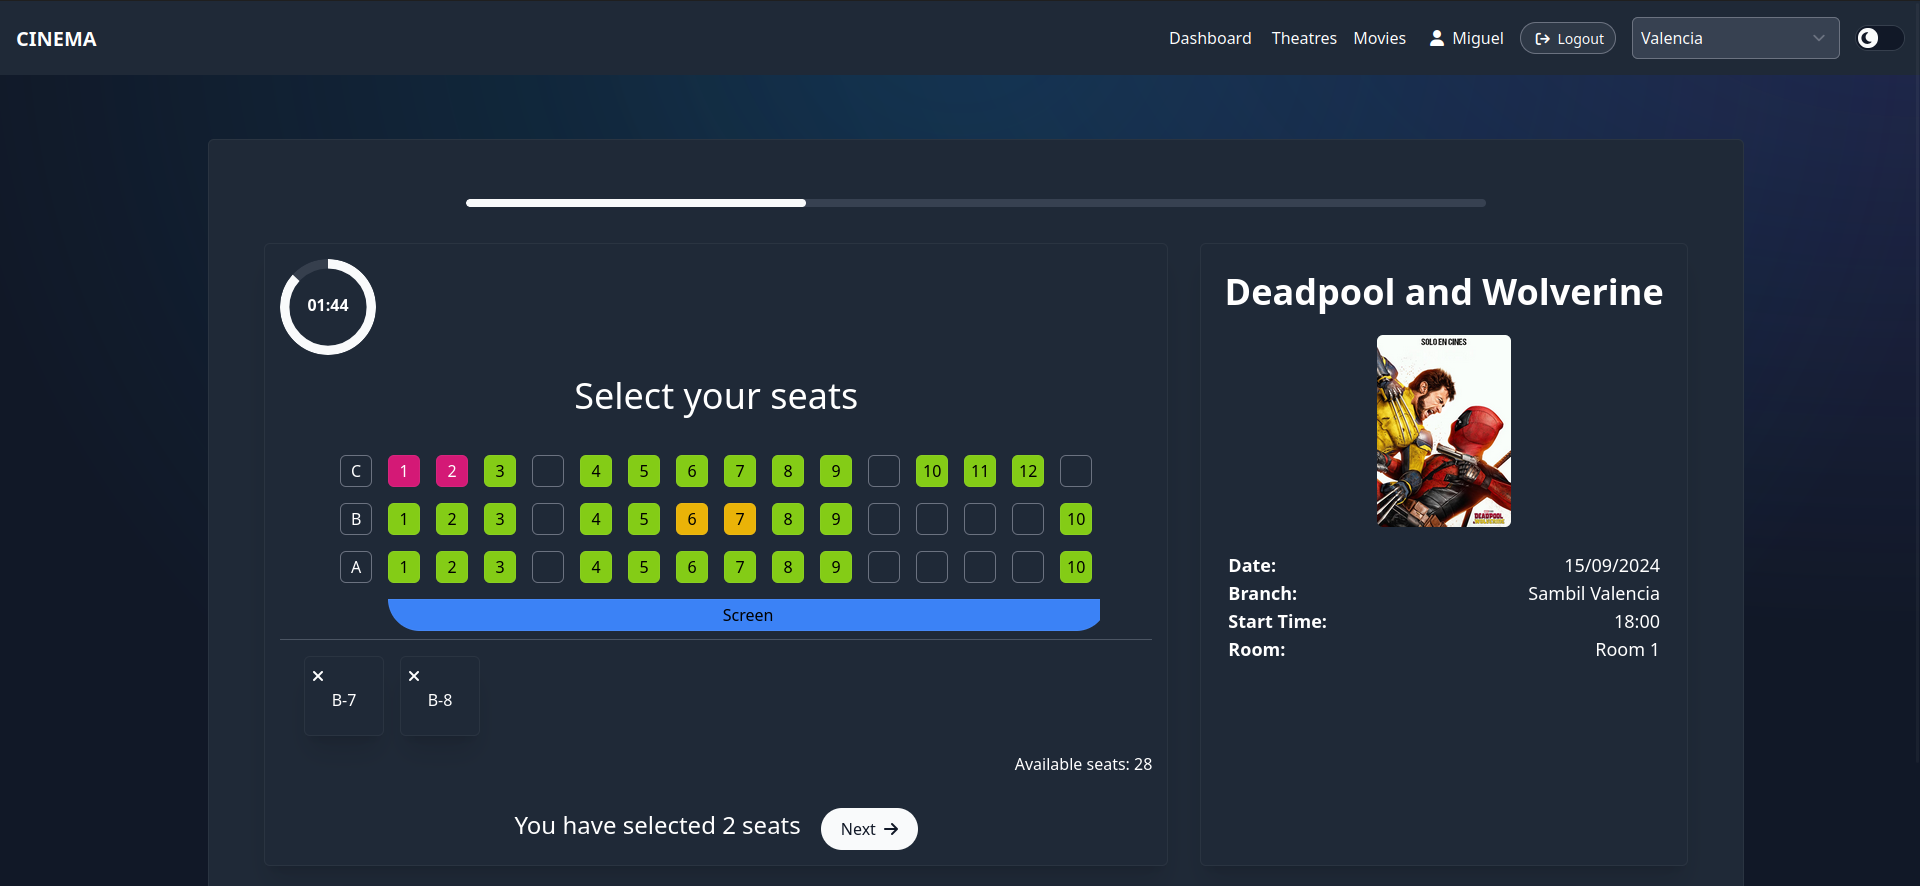 CINEMA Dashboard Theatres Movies Miguel Logout Valencia
01:44
Select your seats
C 1 2 3 4 5 6 7 8 9 10 11 12
B 1 2 3 4 5 6 7 8 9 10
A 1 2 3 4 5 6 7 8 9 10
Screen
B-7 B-8
Available seats: 28
You have selected 2 seats Next
Deadpool and Wolverine
SOLO EN CINES
DEADPOOL
Date: 15/09/2024
Branch: Sambil Valencia
Start Time: 18:00
Room: Room 1